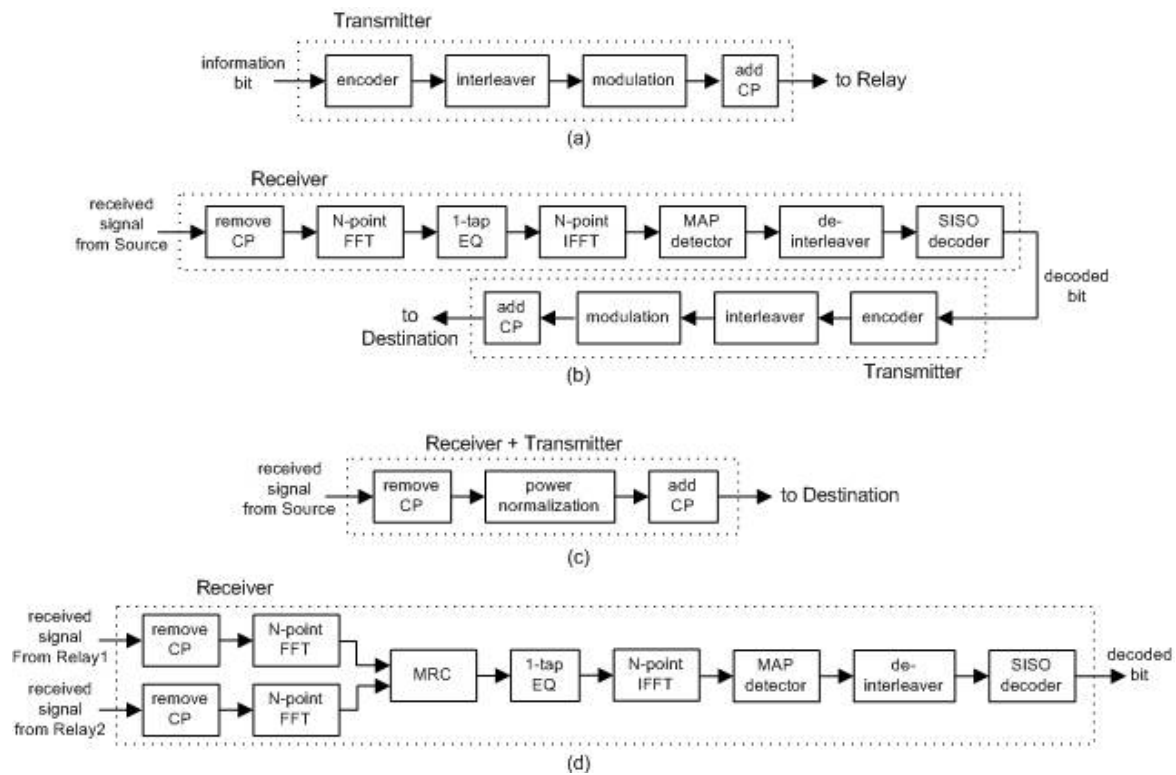 Transmitter
information
bit
encoder
interleaver
modulation
add
CP
to Relay
(a)
Receiver
received
signal
from Source
remove
CP
N-point
FFT
1-tap
EQ
N-point
IFFT
MAP
detector
de-
interleaver
SISO
decoder
decoded
bit
to
Destination
add
CP
modulation
interleaver
encoder
Transmitter
(b)
Receiver + Transmitter
received
signal
from Source
remove
CP
power
normalization
add
CP
to Destination
(c)
Receiver
received
signal
From Relay1
remove
CP
N-point
FFT
received
signal
from Relay2
remove
CP
N-point
FFT
MRC
1-tap
EQ
N-point
IFFT
MAP
detector
de-
interleaver
SISO
decoder
decoded
bit
(d)